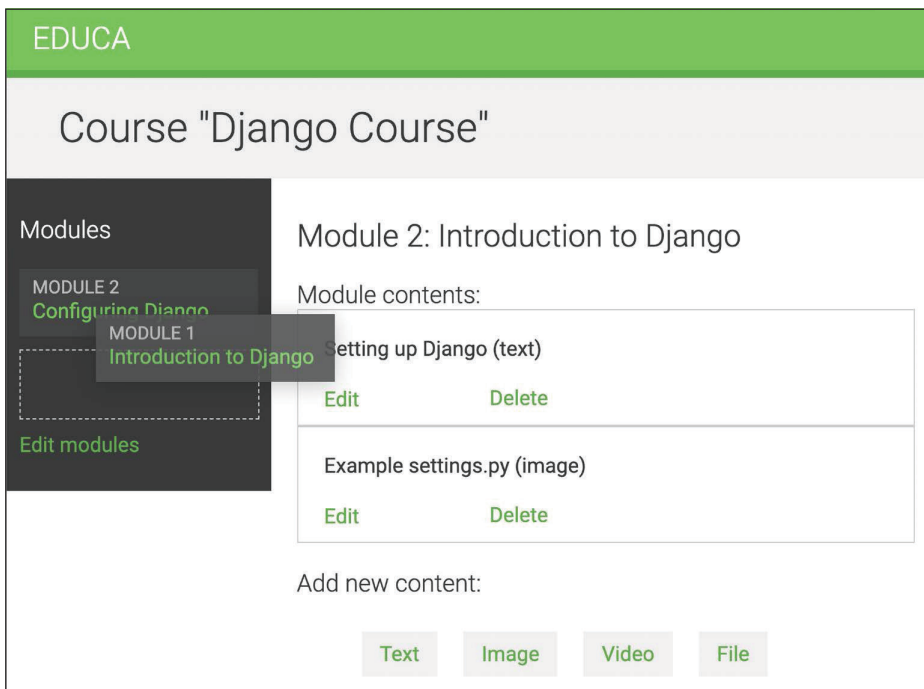 EDUCA
Course "Django Course"
Modules
MODULE 2
Configuring Django
MODULE 1
Introduction to Django
Edit modules
Module 2: Introduction to Django
Module contents:
Setting up Django (text)
Edit Delete
Example settings.py (image)
Edit Delete
Add new content:
Text Image Video File